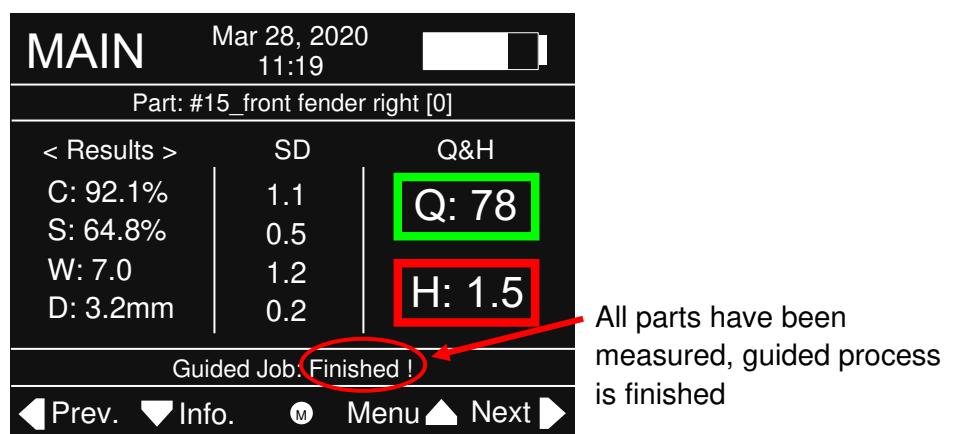 MAIN
Mar 28, 2020
11:19
Part: #15_front fender right [0]
< Results > SD Q&H
C: 92.1% 1.1
S: 64.8% 0.5
W: 7.0 1.2
D: 3.2mm 0.2
Q: 78
H: 1.5
Guided Job: Finished !
Prev. Info. M Menu Next
All parts have been
measured, guided process
is finished